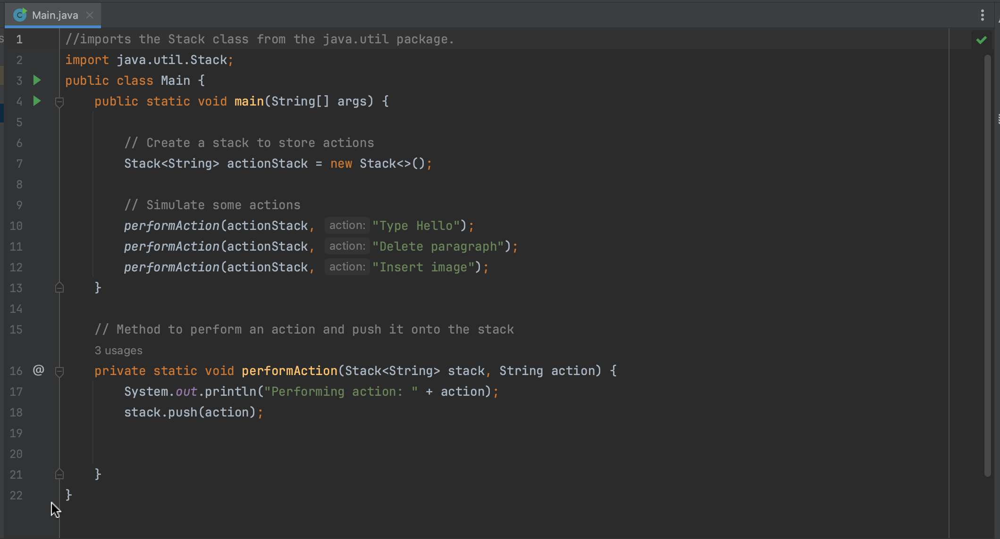 Main.java
1 //imports the Stack class from the java.util package.
2 import java.util.Stack;
3 public class Main {
4 public static void main(String[] args) {
5
6 // Create a stack to store actions
7 Stack<String> actionStack = new Stack<>();
8
9 // Simulate some actions
10 performAction(actionStack, action: "Type Hello");
11 performAction(actionStack, action: "Delete paragraph");
12 performAction(actionStack, action: "Insert image");
13 }
14
15 // Method to perform an action and push it onto the stack
3 usages
16 @ private static void performAction(Stack<String> stack, String action) {
17 System.out.println("Performing action: " + action);
18 stack.push(action);
19
20
21 }
22 }